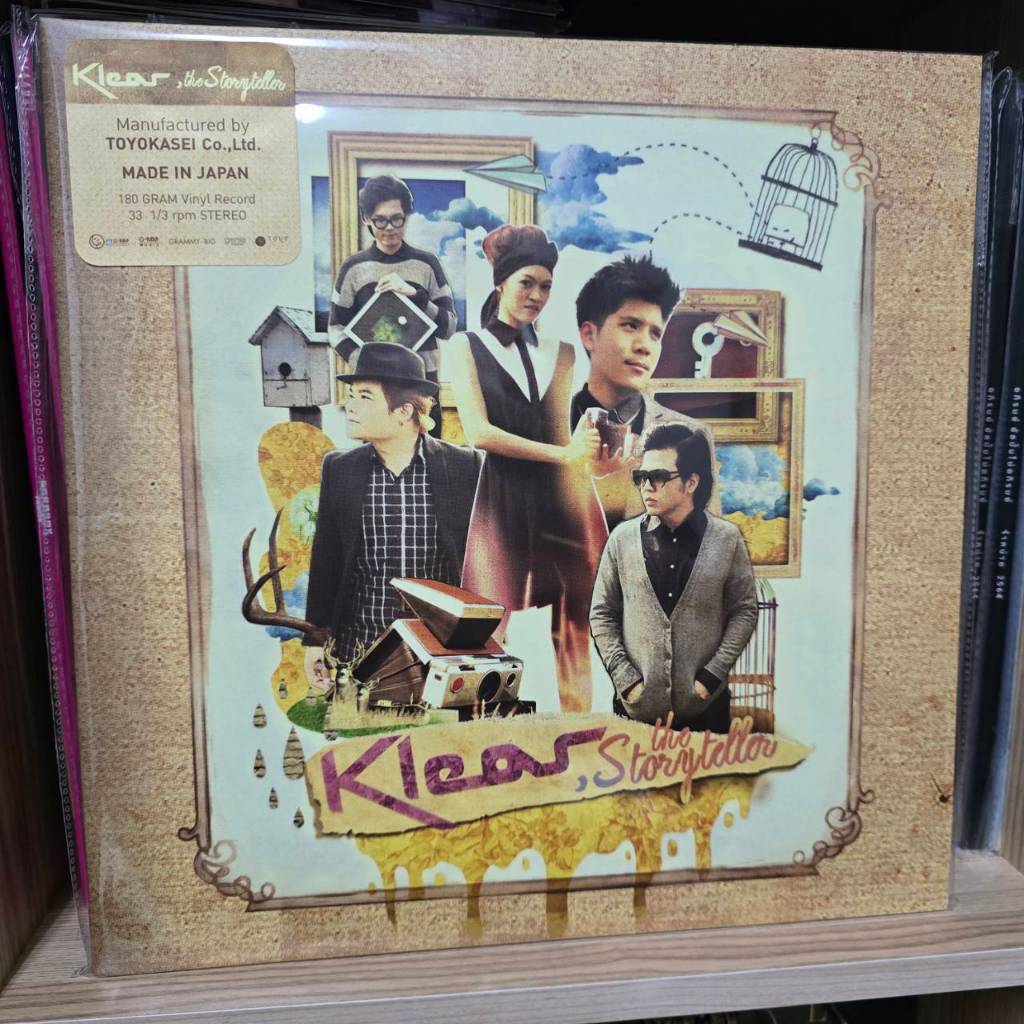 Klear, the Storyteller
Manufactured by
TOYOKASEI Co.,Ltd.
MADE IN JAPAN
180 GRAM Vinyl Record
33 1/3 rpm STEREO
GRAMMY BIG
Klear, the Storyteller